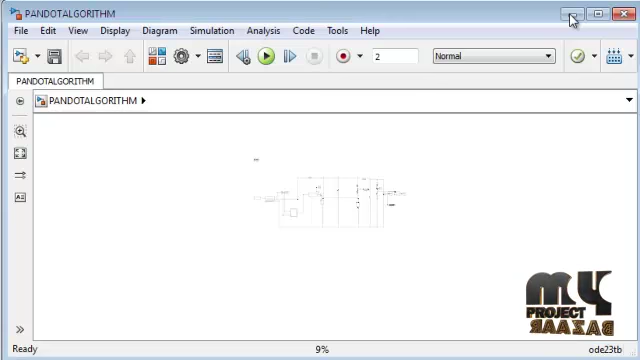 PANDOTALGORITHM
File Edit View Display Diagram Simulation Analysis Code Tools Help
2 Normal
PANDOTALGORITHM
PANDOTALGORITHM
MY
PROJECT
BAZAAR
Ready 9% ode23tb